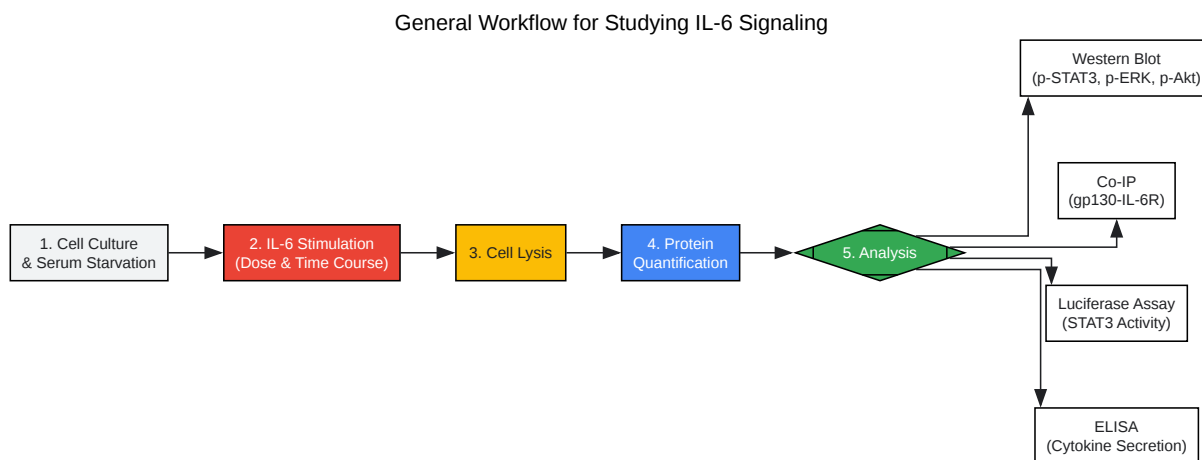 General Workflow for Studying IL-6 Signaling
Western Blot
(p-STAT3, p-ERK, p-Akt)
Co-IP
(gp130-IL-6R)
1. Cell Culture
& Serum Starvation
2. IL-6 Stimulation
(Dose & Time Course)
3. Cell Lysis
4. Protein
Quantification
5. Analysis
Luciferase Assay
(STAT3 Activity)
ELISA
(Cytokine Secretion)